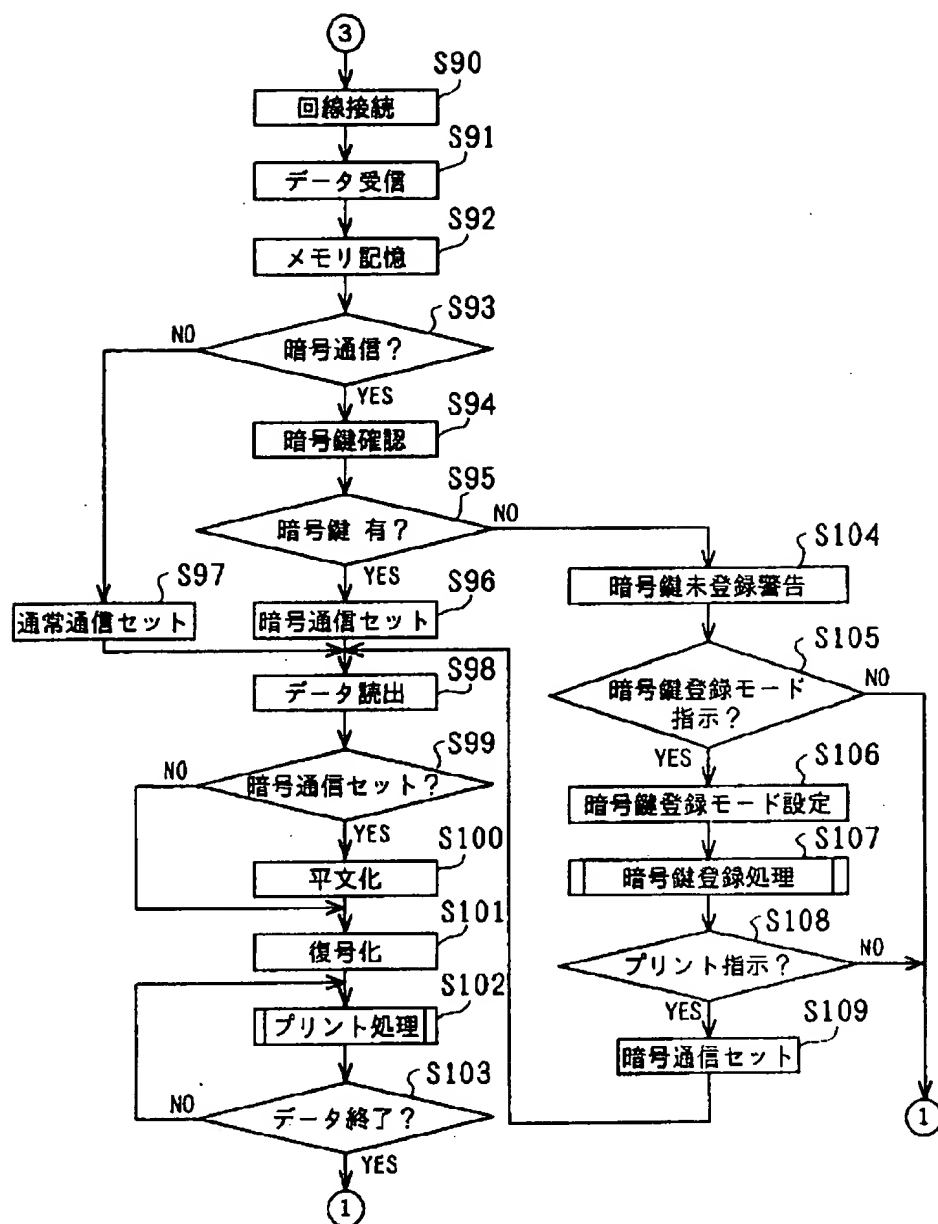 ③
S90
回線接続
S91
データ受信
S92
メモリ記憶
S93
暗号通信?
NO
YES
S94
暗号鍵確認
S95
暗号鍵 有?
NO
YES
S97
通常通信セット
S96
暗号通信セット
S98
データ読出
S99
暗号通信セット?
NO
YES
S100
平文化
S101
復号化
S102
プリント処理
S103
データ終了?
NO
YES
①
S104
暗号鍵未登録警告
S105
暗号鍵登録モード
指示?
NO
YES
S106
暗号鍵登録モード設定
S107
暗号鍵登録処理
S108
プリント指示?
NO
YES
S109
暗号通信セット
①